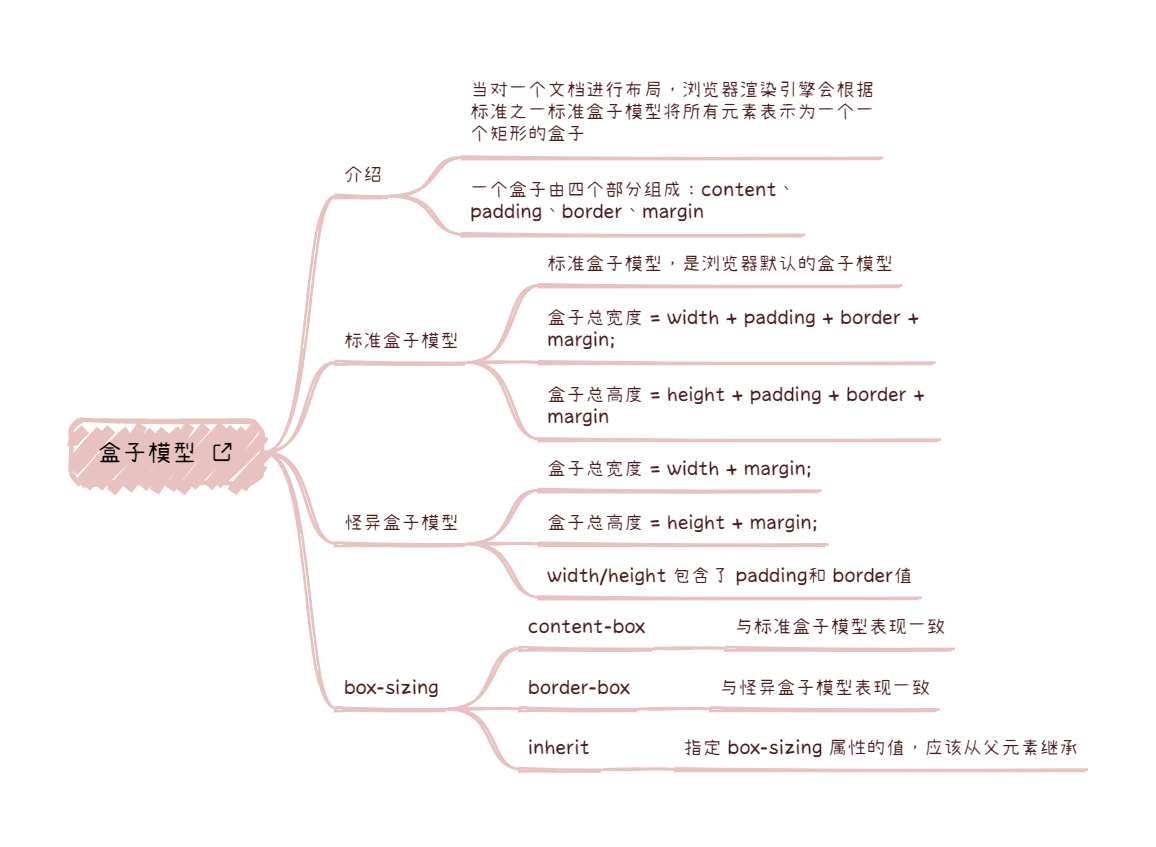 当对一个文档进行布局，浏览器渲染引擎会根据
标准之一标准盒子模型将所有元素表示为一个一
个矩形的盒子
介绍
一个盒子由四个部分组成：content、
padding、border、margin
标准盒子模型，是浏览器默认的盒子模型
盒子总宽度 = width + padding + border +
margin;
标准盒子模型
盒子总高度 = height + padding + border +
margin
盒子模型
盒子总宽度 = width + margin;
怪异盒子模型
盒子总高度 = height + margin;
width/height 包含了 padding和 border值
content-box 与标准盒子模型表现一致
box-sizing
border-box 与怪异盒子模型表现一致
inherit 指定 box-sizing 属性的值，应该从父元素继承